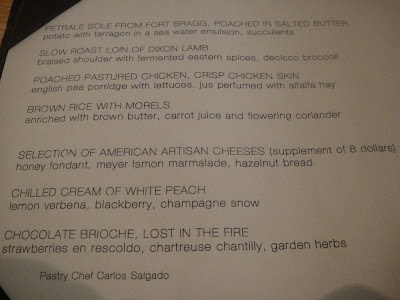 PETRALE SOLE FROM FORT BRAGG, POACHED IN SALTED BUTTER
potato with tarragon in a sea water emulsion, succulents
SLOW ROAST LOIN OF DIXON LAMB
braised shoulder with fermented eastern spices, dececco broccoli
POACHED PASTURED CHICKEN, CRISP CHICKEN SKIN
english pea porridge with lettuces. jus perfumed with alfalfa hay
BROWN RICE WITH MORELS
enriched with brown butter, carrot juice and flowering coriander
SELECTION OF AMERICAN ARTISAN CHEESES (supplement of 8 dollars)
honey fondant, meyer lemon marmalade, hazelnut bread
CHILLED CREAM OF WHITE PEACH
lemon verbena, blackberry, champagne snow
CHOCOLATE BRIOCHE, LOST IN THE FIRE
strawberries en rescoldo, chartreuse chantilly, garden herbs
Pastry Chef Carlos Salgado